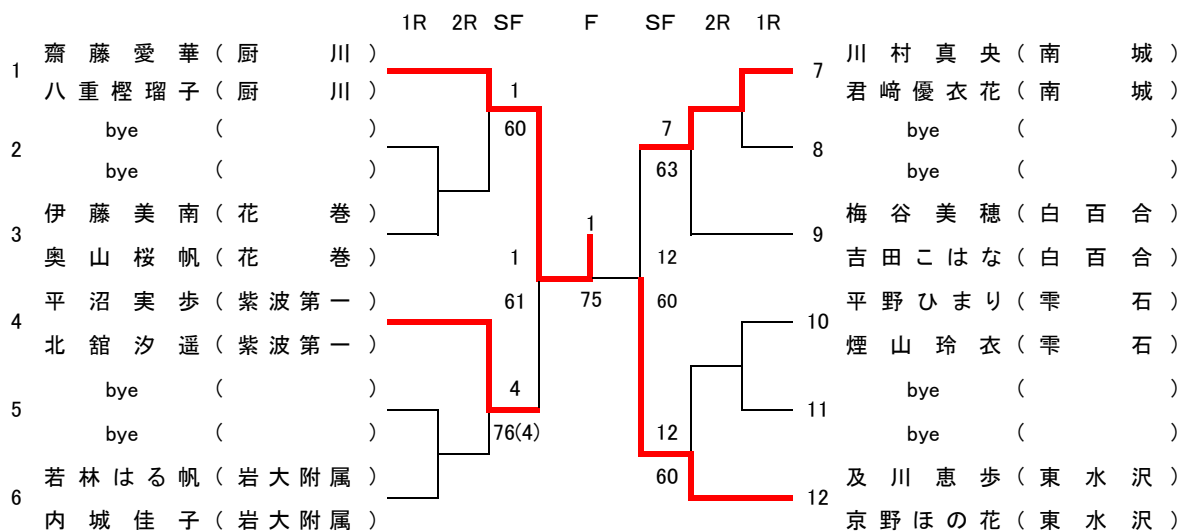 1R 2R SF F SF 2R 1R
1 齋藤愛華(厨川)
八重樫瑠子(厨川)
2 bye ( )
bye ( )
3 伊藤美南(花巻)
奥山桜帆(花巻)
4 平沼実歩(紫波第一)
北舘汐遥(紫波第一)
5 bye ( )
bye ( )
6 若林はる帆(岩大附属)
内城佳子(岩大附属)
1
60
1
61
4
76(4)
1
75
7
63
12
60
12
60
7 川村真央(南城)
君﨑優衣花(南城)
8 bye ( )
bye ( )
9 梅谷美穂(白百合)
吉田こはな(白百合)
10 平野ひまり(雫石)
煙山玲衣(雫石)
11 bye ( )
bye ( )
12 及川恵歩(東水沢)
京野ほの花(東水沢)